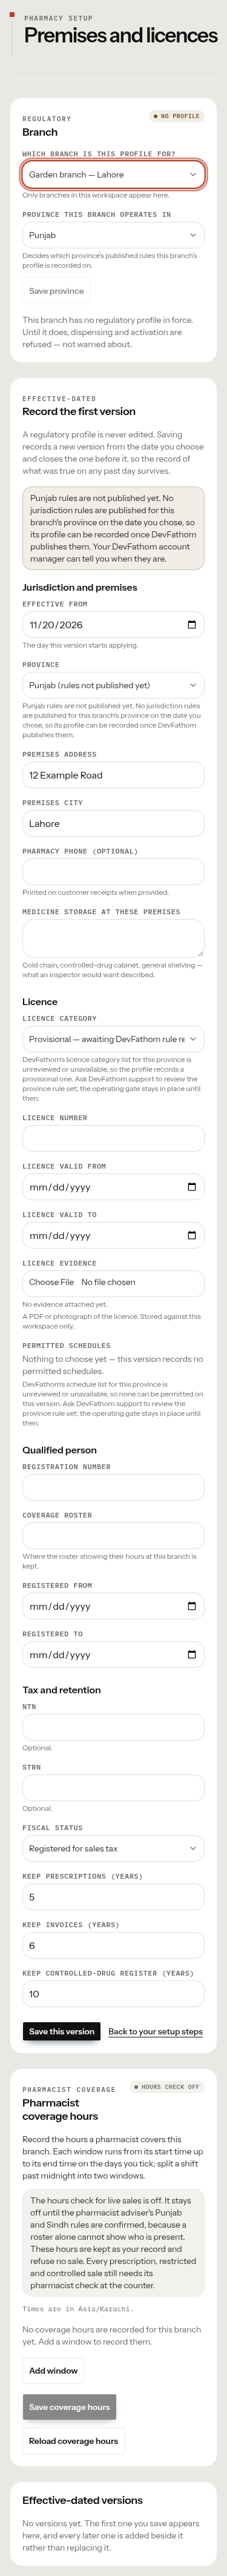 PHARMACY SETUP
Premises and licences
REGULATORY
NO PROFILE
Branch
WHICH BRANCH IS THIS PROFILE FOR?
Garden branch — Lahore
Only branches in this workspace appear here.
PROVINCE THIS BRANCH OPERATES IN
Punjab
Decides which province's published rules this branch's
profile is recorded on.
Save province
This branch has no regulatory profile in force.
Until it does, dispensing and activation are
refused — not warned about.
EFFECTIVE-DATED
Record the first version
A regulatory profile is never edited. Saving
records a new version from the date you choose
and closes the one before it, so the record of
what was true on any past day survives.
Punjab rules are not published yet. No
jurisdiction rules are published for this
branch's province on the date you chose, so
its profile can be recorded once DevFathom
publishes them. Your DevFathom account
manager can tell you when they are.
Jurisdiction and premises
EFFECTIVE FROM
11/20/2026
The day this version starts applying.
PROVINCE
Punjab (rules not published yet)
Punjab rules are not published yet. No jurisdiction rules
are published for this branch's province on the date you
chose, so its profile can be recorded once DevFathom
publishes them.
PREMISES ADDRESS
12 Example Road
PREMISES CITY
Lahore
PHARMACY PHONE (OPTIONAL)
Printed on customer receipts when provided.
MEDICINE STORAGE AT THESE PREMISES
Cold chain, controlled-drug cabinet, general shelving —
what an inspector would want described.
Licence
LICENCE CATEGORY
Provisional — awaiting DevFathom rule re
DevFathom's licence category list for this province is
unreviewed or unavailable, so the profile records a
provisional one. Ask DevFathom support to review the
province rule set; the operating gate stays in place until
then.
LICENCE NUMBER
LICENCE VALID FROM
mm/dd/yyyy
LICENCE VALID TO
mm/dd/yyyy
LICENCE EVIDENCE
Choose File No file chosen
No evidence attached yet.
A PDF or photograph of the licence. Stored against this
workspace only.
PERMITTED SCHEDULES
Nothing to choose yet — this version records no
permitted schedules.
DevFathom's schedule list for this province is
unreviewed or unavailable, so none can be permitted on
this version. Ask DevFathom support to review the
province rule set; the operating gate stays in place until
then.
Qualified person
REGISTRATION NUMBER
COVERAGE ROSTER
Where the roster showing their hours at this branch is
kept.
REGISTERED FROM
mm/dd/yyyy
REGISTERED TO
mm/dd/yyyy
Tax and retention
NTN
Optional.
STRN
Optional.
FISCAL STATUS
Registered for sales tax
KEEP PRESCRIPTIONS (YEARS)
5
KEEP INVOICES (YEARS)
6
KEEP CONTROLLED-DRUG REGISTER (YEARS)
10
Save this version Back to your setup steps
PHARMACIST COVERAGE
HOURS CHECK OFF
Pharmacist
coverage hours
Record the hours a pharmacist covers this
branch. Each window runs from its start time up
to its end time on the days you tick; split a shift
past midnight into two windows.
The hours check for live sales is off. It stays
off until the pharmacist adviser's Punjab
and Sindh rules are confirmed, because a
roster alone cannot show who is present.
These hours are kept as your record and
refuse no sale. Every prescription, restricted
and controlled sale still needs its
pharmacist check at the counter.
Times are in Asia/Karachi.
No coverage hours are recorded for this branch
yet. Add a window to record them.
Add window
Save coverage hours
Reload coverage hours
Effective-dated versions
No versions yet. The first one you save appears
here, and every later one is added beside it
rather than replacing it.